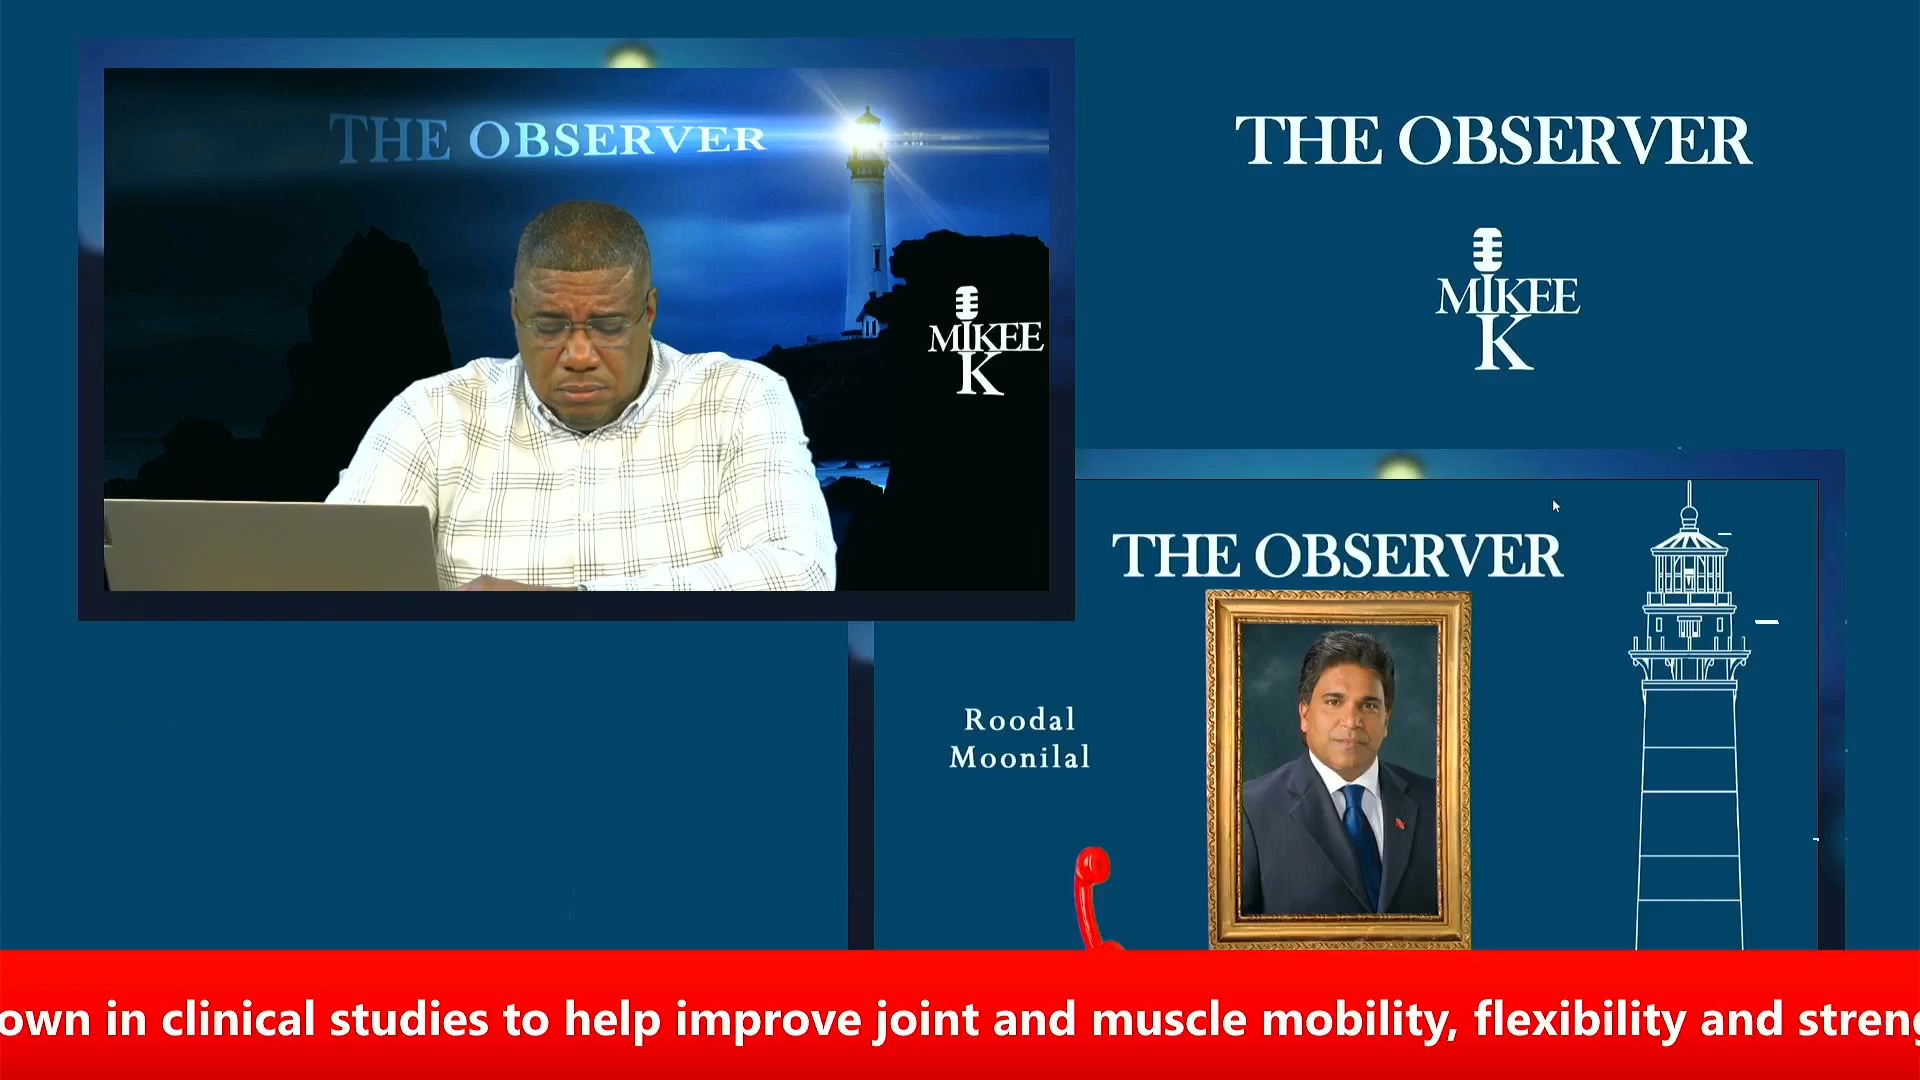 THE OBSERVER
MIKEE
K
THE OBSERVER
MIKEE
K
THE OBSERVER
Roodal
Moonilal
own in clinical studies to help improve joint and muscle mobility, flexibility and streng